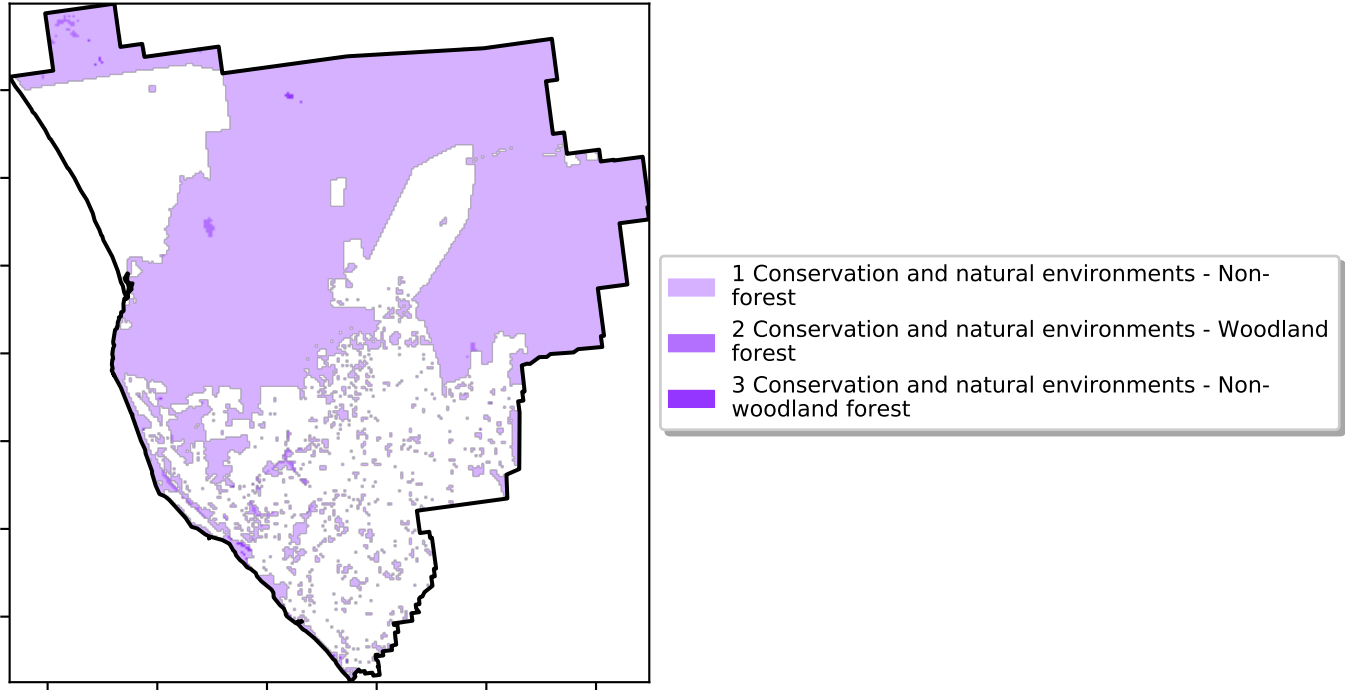 1 Conservation and natural environments - Non-
forest
2 Conservation and natural environments - Woodland
forest
3 Conservation and natural environments - Non-
woodland forest